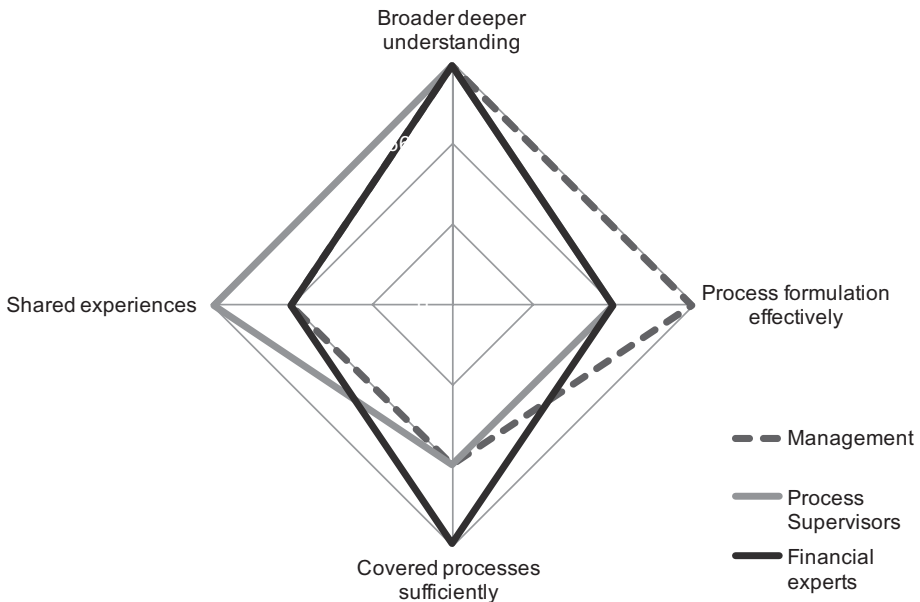 Broader deeper
understanding
Shared experiences
Process formulation
effectively
Management
Process
Supervisors
Financial
experts
Covered processes
sufficiently